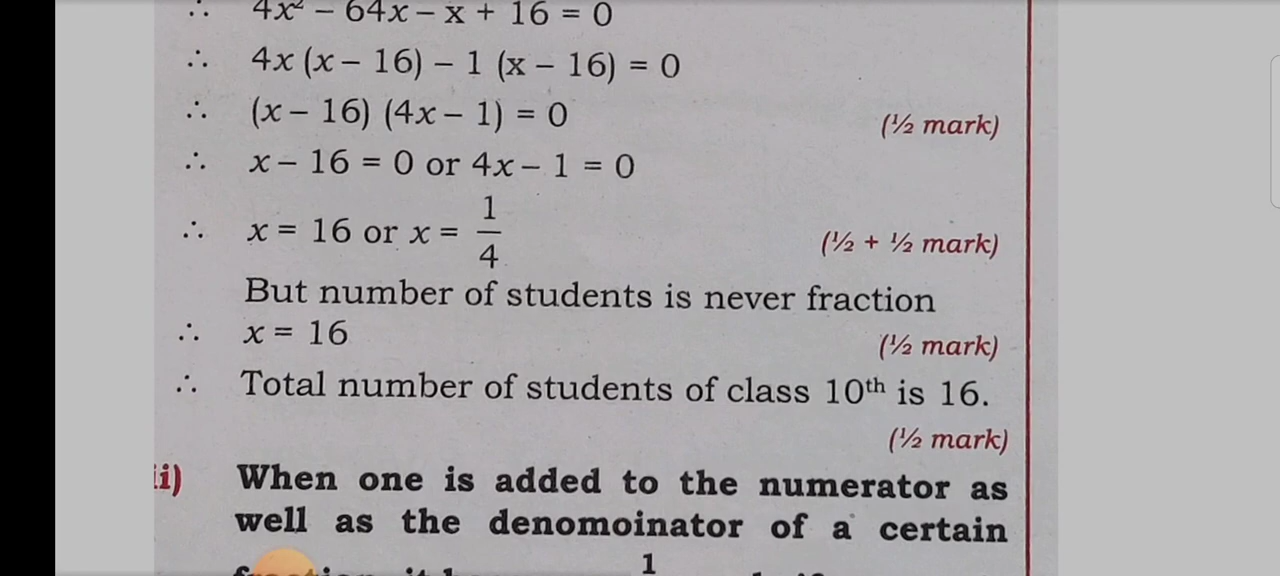 ∴ 4x² – 64x – x + 16 = 0
∴ 4x (x – 16) – 1 (x – 16) = 0
∴ (x – 16) (4x – 1) = 0 (½ mark)
∴ x – 16 = 0 or 4x – 1 = 0
∴ x = 16 or x = 1/4 (½ + ½ mark)
But number of students is never fraction
∴ x = 16 (½ mark)
∴ Total number of students of class 10th is 16.
(½ mark)
ii) When one is added to the numerator as
well as the denomoinator of a certain
1